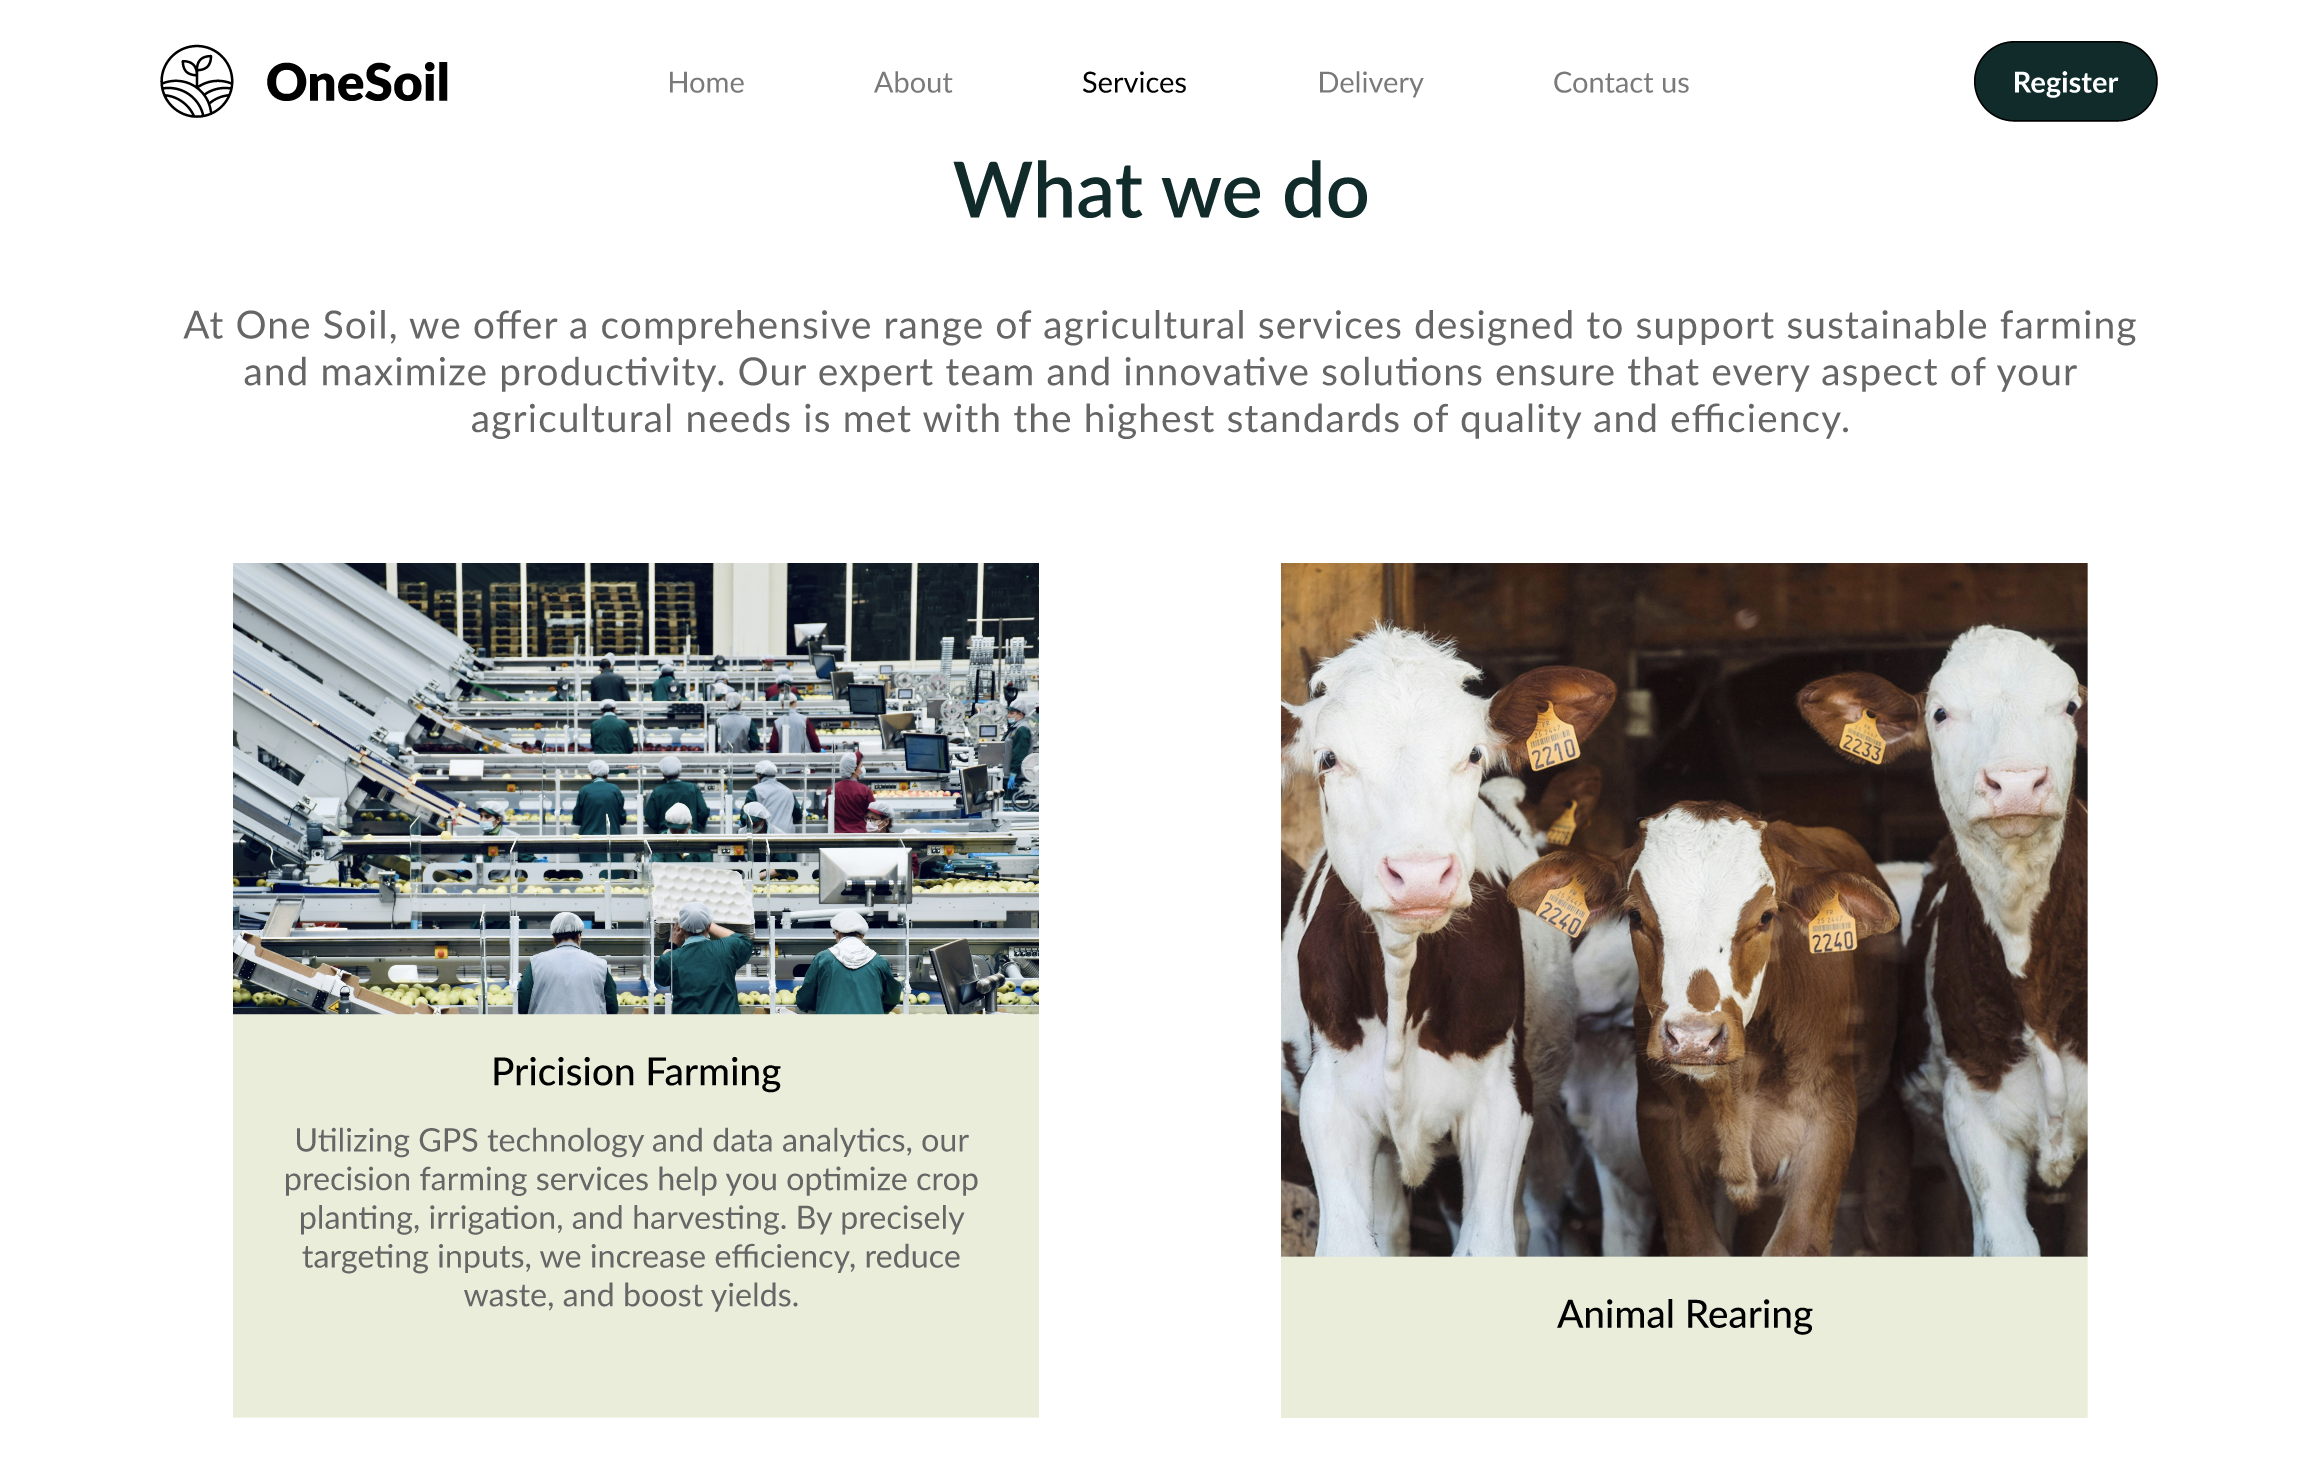 OneSoil
Home
About
Services
Delivery
Contact us
Register
What we do
At One Soil, we offer a comprehensive range of agricultural services designed to support sustainable farming
and maximize productivity. Our expert team and innovative solutions ensure that every aspect of your
agricultural needs is met with the highest standards of quality and efficiency.
2210
2233
2240
FR
2240
Pricision Farming
Utilizing GPS technology and data analytics, our
precision farming services help you optimize crop
planting, irrigation, and harvesting. By precisely
targeting inputs, we increase efficiency, reduce
waste, and boost yields.
Animal Rearing